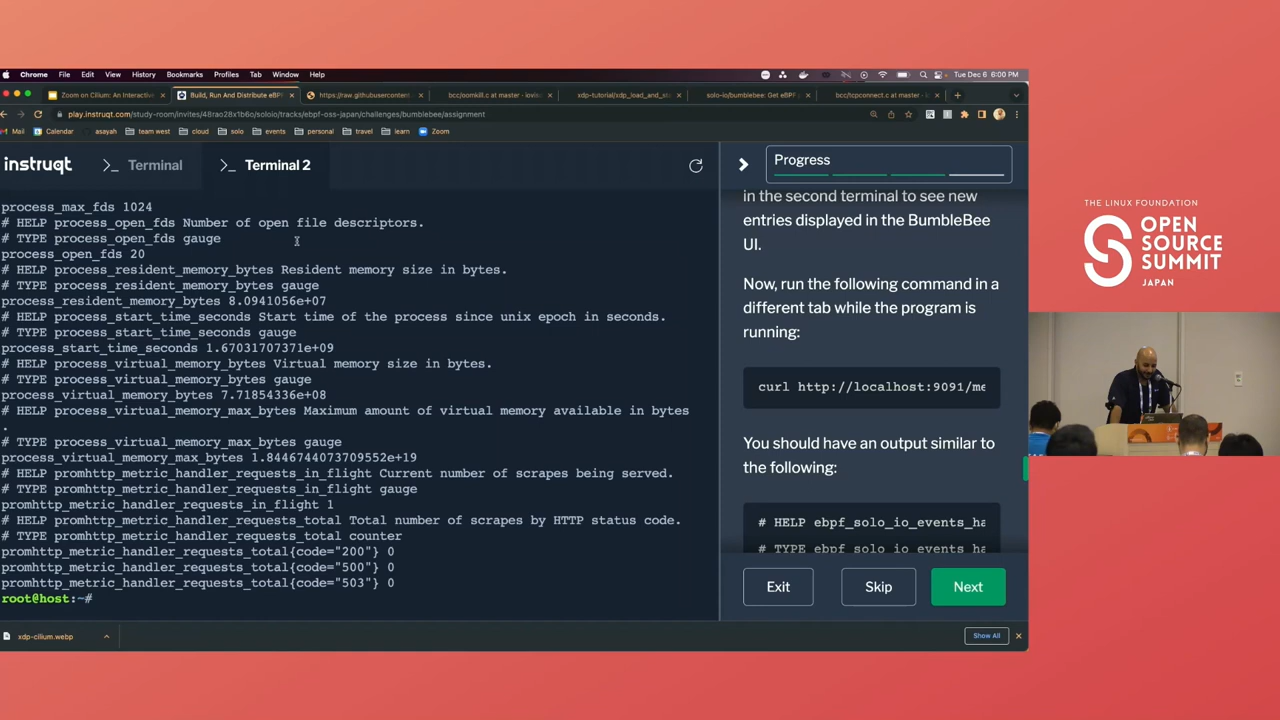 Chrome File Edit View History Bookmarks Profiles Tab Window Help
Tue Dec 6 6:00 PM
Zoom on Cilium: An Interactive
Build, Run And Distribute eBPF
https://raw.githubusercontent
bcc/oomkill.c at master · iovis
xdp-tutorial/xdp_load_and_st
solo-io/bumblebee: Get eBPF
bcc/tcpconnect.c at master · io
play.instruqt.com/study-room/invites/48rao28x1b6o/soloio/tracks/ebpf-oss-japan/challenges/bumblebee/assignment
Mail Calendar asayah team west cloud solo events personal travel learn Zoom
instruqt
>_ Terminal
>_ Terminal 2
process_max_fds 1024
# HELP process_open_fds Number of open file descriptors.
# TYPE process_open_fds gauge
process_open_fds 20
# HELP process_resident_memory_bytes Resident memory size in bytes.
# TYPE process_resident_memory_bytes gauge
process_resident_memory_bytes 8.0941056e+07
# HELP process_start_time_seconds Start time of the process since unix epoch in seconds.
# TYPE process_start_time_seconds gauge
process_start_time_seconds 1.67031707371e+09
# HELP process_virtual_memory_bytes Virtual memory size in bytes.
# TYPE process_virtual_memory_bytes gauge
process_virtual_memory_bytes 7.71854336e+08
# HELP process_virtual_memory_max_bytes Maximum amount of virtual memory available in bytes
.
# TYPE process_virtual_memory_max_bytes gauge
process_virtual_memory_max_bytes 1.8446744073709552e+19
# HELP promhttp_metric_handler_requests_in_flight Current number of scrapes being served.
# TYPE promhttp_metric_handler_requests_in_flight gauge
promhttp_metric_handler_requests_in_flight 1
# HELP promhttp_metric_handler_requests_total Total number of scrapes by HTTP status code.
# TYPE promhttp_metric_handler_requests_total counter
promhttp_metric_handler_requests_total{code="200"} 0
promhttp_metric_handler_requests_total{code="500"} 0
promhttp_metric_handler_requests_total{code="503"} 0
root@host:~#
Progress
in the second terminal to see new
entries displayed in the BumbleBee
UI.
Now, run the following command in a
different tab while the program is
running:
curl http://localhost:9091/me
You should have an output similar to
the following:
# HELP ebpf_solo_io_events_ha
# TYPE ebpf_solo_io_events_ha
Exit
Skip
Next
xdp-cilium.webp
Show All
THE LINUX FOUNDATION
OPEN
SOURCE
SUMMIT
JAPAN